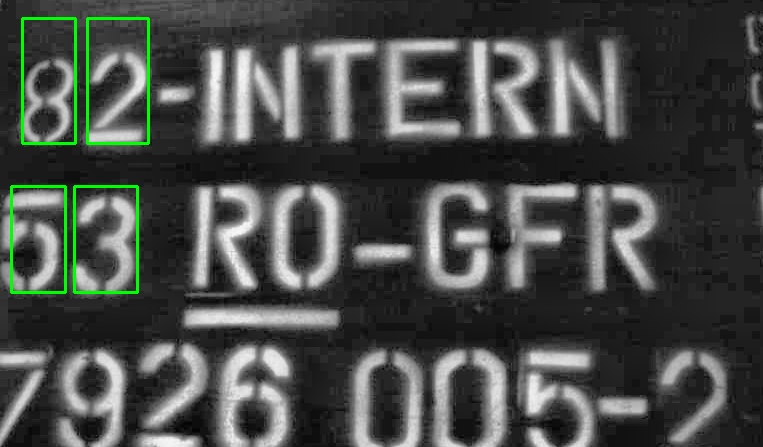 82-INTERN
53 RO-GFR
7926 005-2